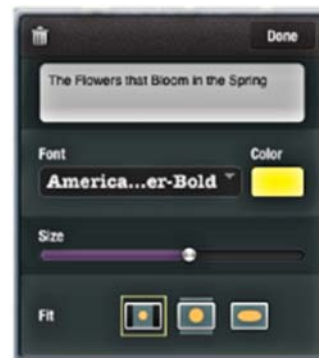 Done
The Flowers that Bloom in the Spring
Font
Color
America...er-Bold
Size
Fit